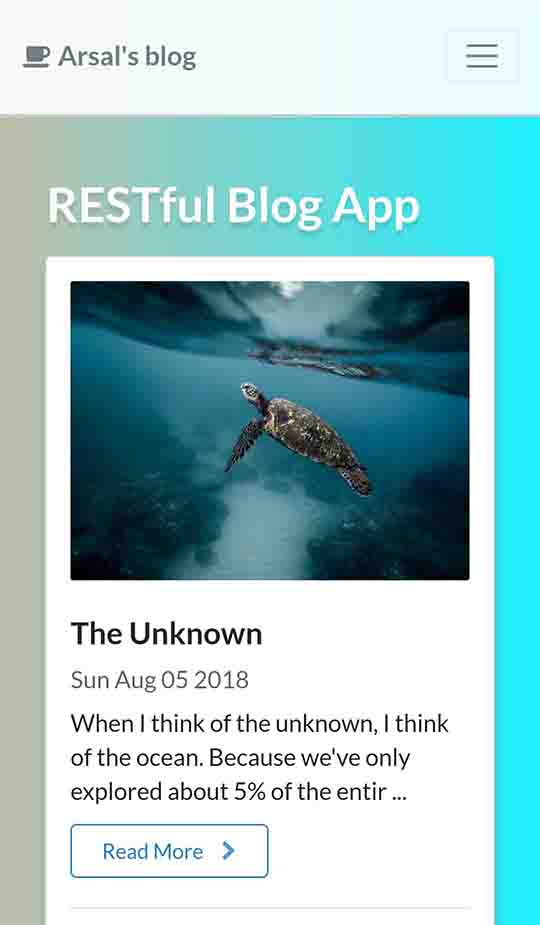 Arsal's blog
RESTful Blog App
The Unknown
Sun Aug 05 2018
When I think of the unknown, I think
of the ocean. Because we've only
explored about 5% of the entir ...
Read More